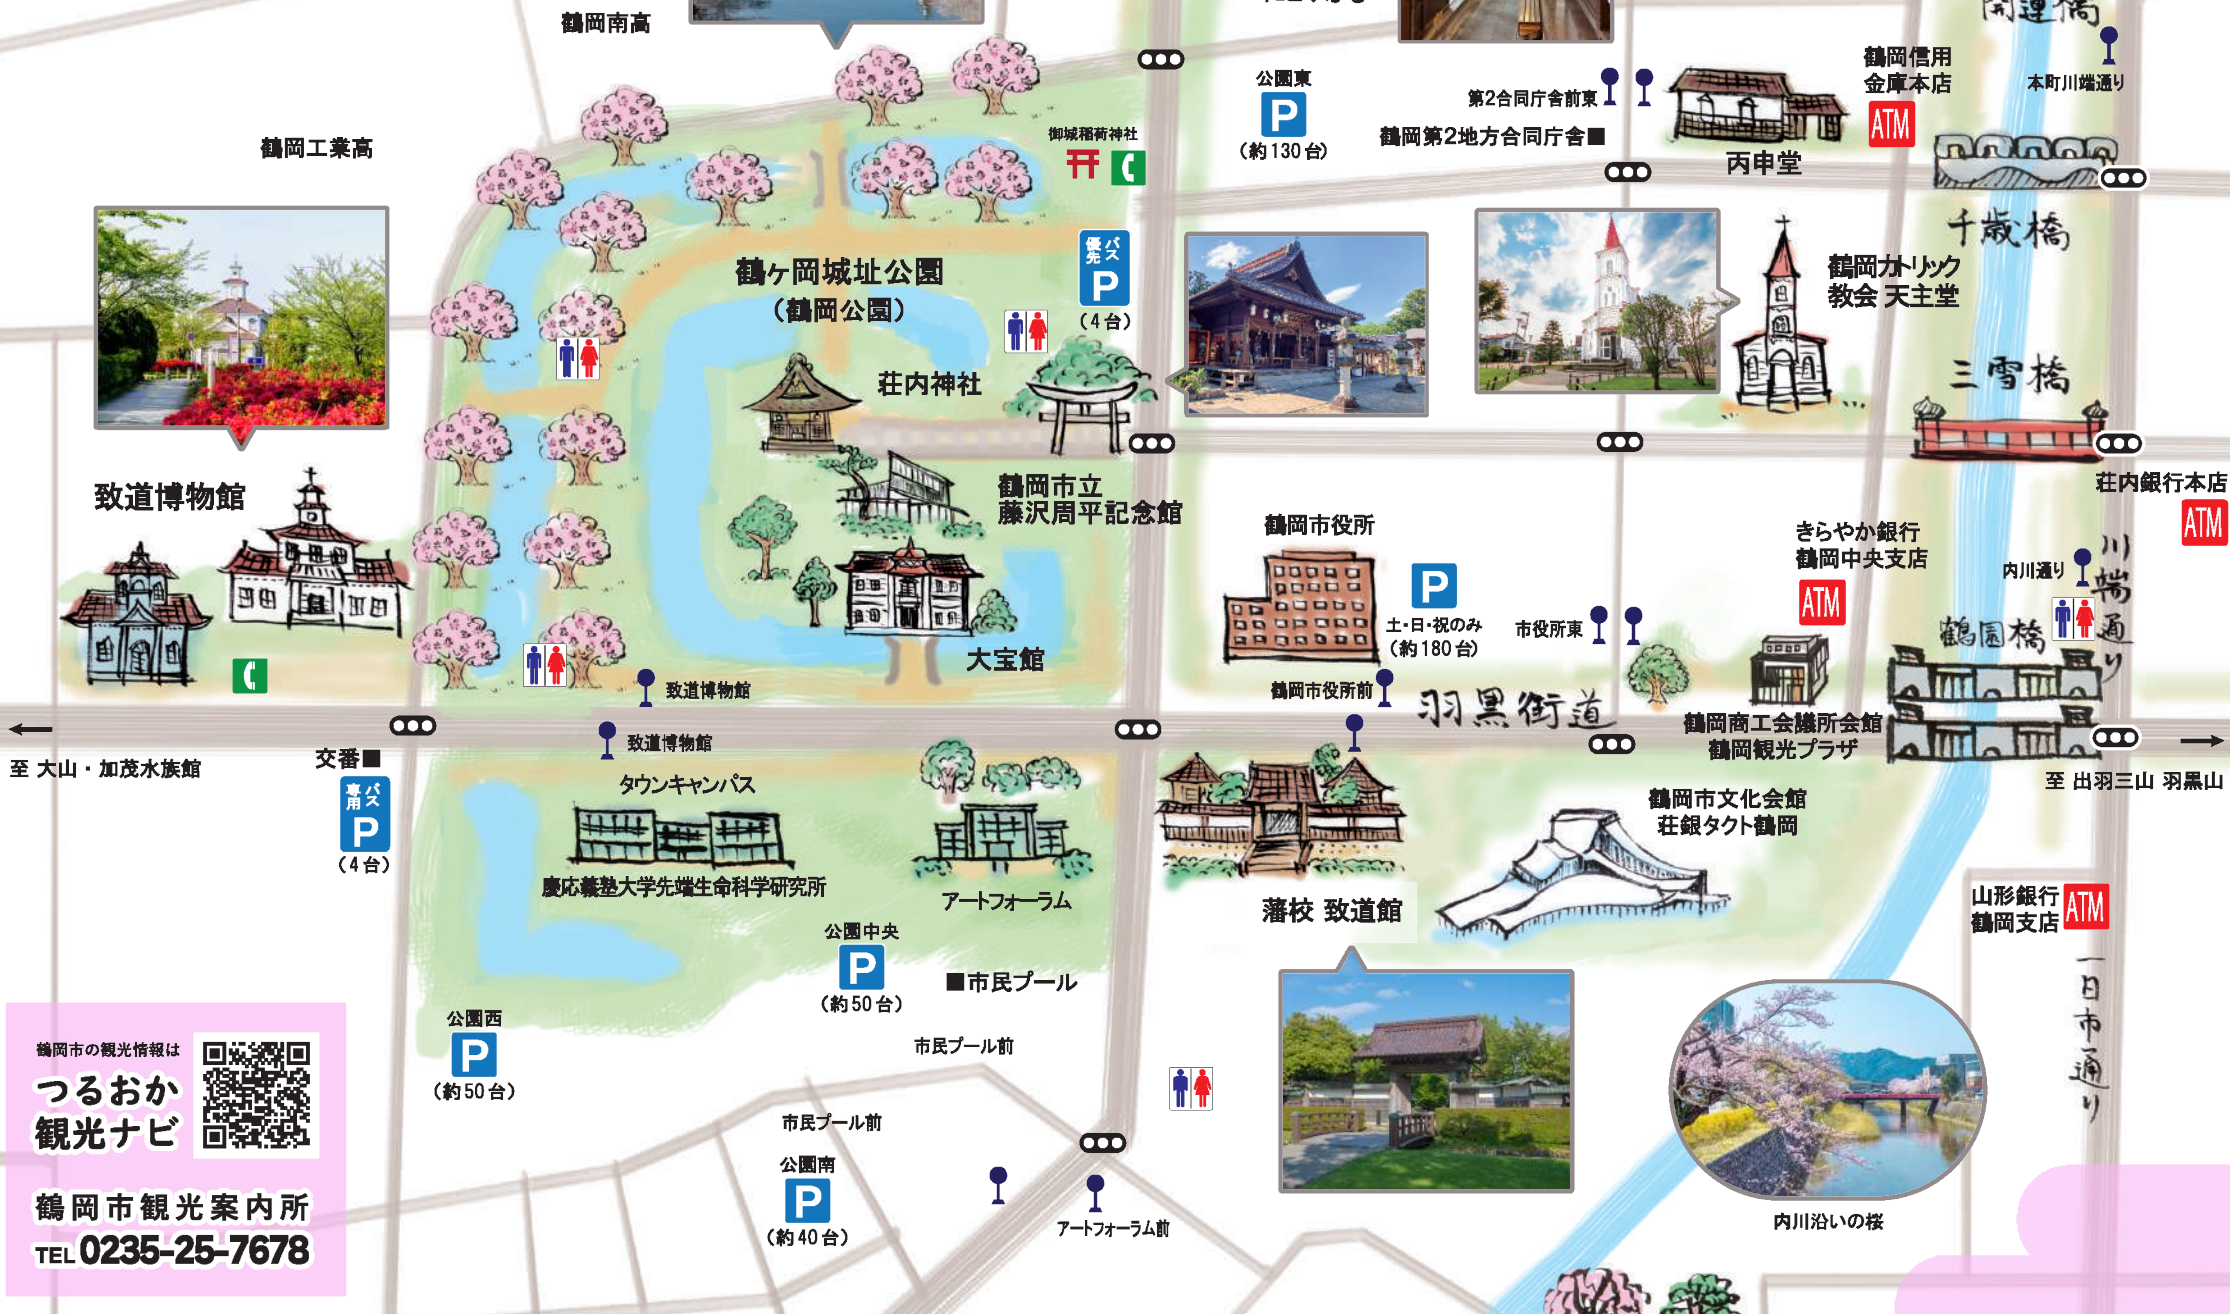 鶴岡南高
開運橋
鶴岡信用
金庫本店
ATM
本町川端通り
公園東
P
(約130台)
第2合同庁舎前東
鶴岡第2地方合同庁舎■
丙申堂
鶴岡工業高
御城稲荷神社
千歳橋
鶴ヶ岡城址公園
(鶴岡公園)
バス
優先
P
(4台)
鶴岡カトリック
教会 天主堂
荘内神社
三雪橋
致道博物館
鶴岡市立
藤沢周平記念館
荘内銀行本店
ATM
鶴岡市役所
P
土・日・祝のみ
(約180台)
市役所東
きらやか銀行
鶴岡中央支店
ATM
内川通り
川端通り
鶴園橋
大宝館
致道博物館
鶴岡市役所前
羽黒街道
鶴岡商工会議所会館
鶴岡観光プラザ
致道博物館
至 大山・加茂水族館
交番■
バス
専用
P
(4台)
タウンキャンパス
慶応義塾大学先端生命科学研究所
アートフォーラム
藩校 致道館
鶴岡市文化会館
荘銀タクト鶴岡
至 出羽三山 羽黒山
山形銀行
鶴岡支店
ATM
一日市通り
公園中央
P
(約50台)
■市民プール
公園西
P
(約50台)
市民プール前
市民プール前
公園南
P
(約40台)
アートフォーラム前
内川沿いの桜
鶴岡市の観光情報は
つるおか
観光ナビ
鶴岡市観光案内所
TEL 0235-25-7678